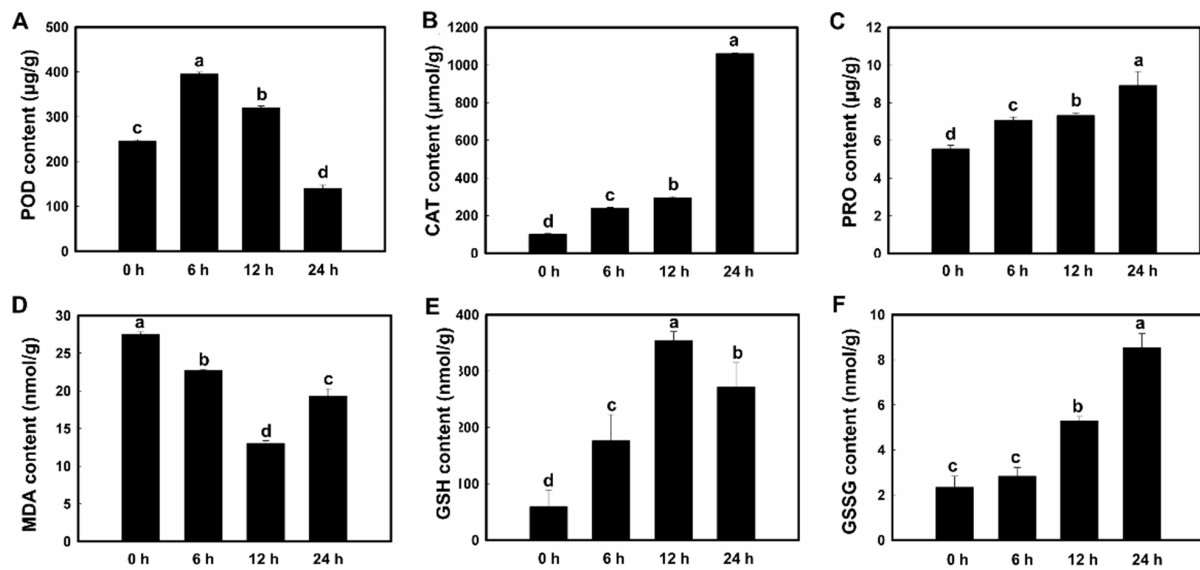 A
POD content (µg/g)
500
400
300
200
100
0
a
b
c
d
0 h 6 h 12 h 24 h
B
CAT content (µmol/g)
1200
1000
800
600
400
200
0
a
b
c
d
0 h 6 h 12 h 24 h
C
PRO content (µg/g)
12
10
8
6
4
2
0
a
b
c
d
0 h 6 h 12 h 24 h
D
MDA content (nmol/g)
30
25
20
15
10
5
0
a
b
c
d
0 h 6 h 12 h 24 h
E
GSH content (nmol/g)
400
300
200
100
0
a
b
c
d
0 h 6 h 12 h 24 h
F
GSSG content (nmol/g)
10
8
6
4
2
0
a
b
c c
0 h 6 h 12 h 24 h